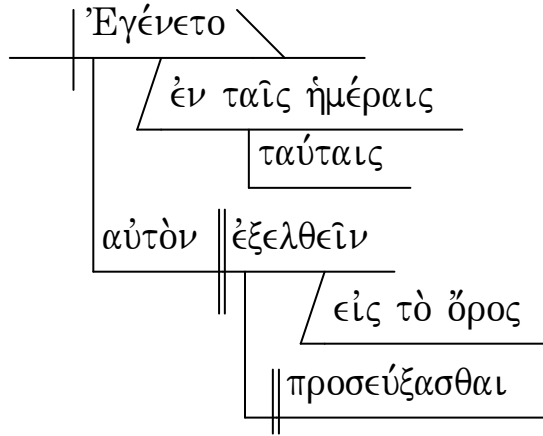 Ἐγένετο
ἐν ταῖς ἡμέραις
ταύταις
αὐτὸν ἐξελθεῖν
εἰς τὸ ὄρος
προσεύξασθαι